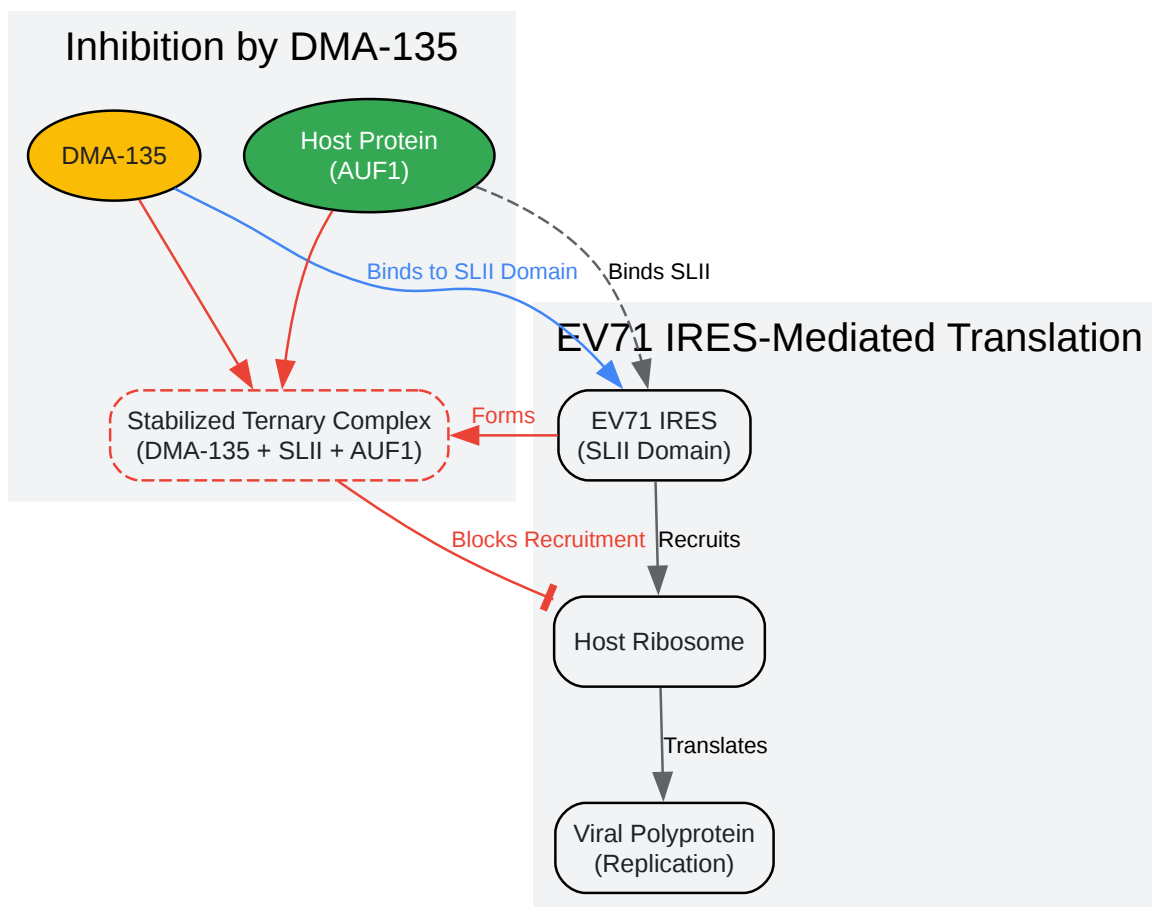 Inhibition by DMA-135
DMA-135
Host Protein
(AUF1)
Binds to SLII Domain
Binds SLII
EV71 IRES-Mediated Translation
Stabilized Ternary Complex
(DMA-135 + SLII + AUF1)
Forms
EV71 IRES
(SLII Domain)
Blocks Recruitment
Recruits
Host Ribosome
Translates
Viral Polyprotein
(Replication)